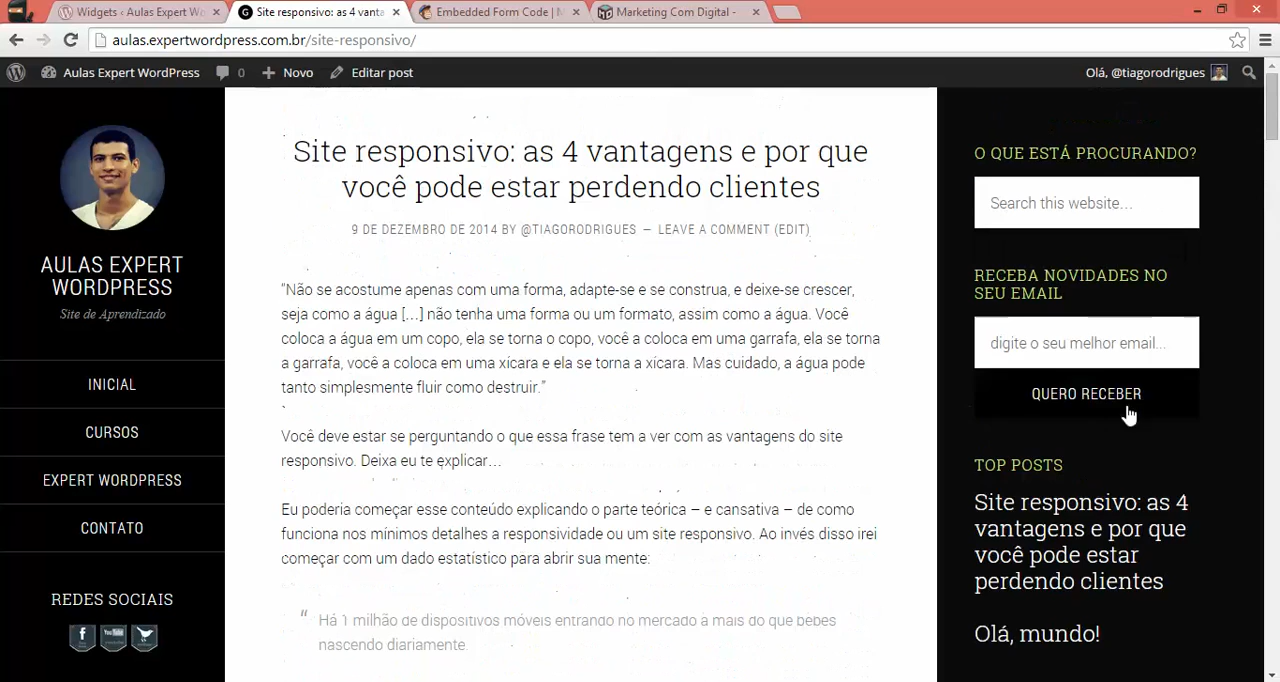 Widgets ‹ Aulas Expert Wo
Site responsivo: as 4 vanta
Embedded Form Code | M
Marketing Com Digital -
aulas.expertwordpress.com.br/site-responsivo/
Aulas Expert WordPress
0
Novo
Editar post
Olá, @tiagorodrigues
AULAS EXPERT
WORDPRESS
Site de Aprendizado
INICIAL
CURSOS
EXPERT WORDPRESS
CONTATO
REDES SOCIAIS
Site responsivo: as 4 vantagens e por que
você pode estar perdendo clientes
9 DE DEZEMBRO DE 2014 BY @TIAGORODRIGUES — LEAVE A COMMENT (EDIT)
“Não se acostume apenas com uma forma, adapte-se e se construa, e deixe-se crescer,
seja como a água [...] não tenha uma forma ou um formato, assim como a água. Você
coloca a água em um copo, ela se torna o copo, você a coloca em uma garrafa, ela se torna
a garrafa, você a coloca em uma xícara e ela se torna a xícara. Mas cuidado, a água pode
tanto simplesmente fluir como destruir.”
Você deve estar se perguntando o que essa frase tem a ver com as vantagens do site
responsivo. Deixa eu te explicar...
Eu poderia começar esse conteúdo explicando o parte teórica – e cansativa – de como
funciona nos mínimos detalhes a responsividade ou um site responsivo. Ao invés disso irei
começar com um dado estatístico para abrir sua mente:
“ Há 1 milhão de dispositivos móveis entrando no mercado a mais do que bebes
nascendo diariamente.
O QUE ESTÁ PROCURANDO?
Search this website...
RECEBA NOVIDADES NO
SEU EMAIL
digite o seu melhor email...
QUERO RECEBER
TOP POSTS
Site responsivo: as 4
vantagens e por que
você pode estar
perdendo clientes
Olá, mundo!